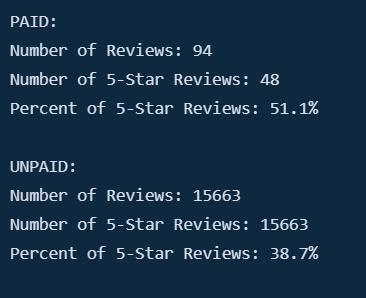 PAID:
Number of Reviews: 94
Number of 5-Star Reviews: 48
Percent of 5-Star Reviews: 51.1%
UNPAID:
Number of Reviews: 15663
Number of 5-Star Reviews: 15663
Percent of 5-Star Reviews: 38.7%